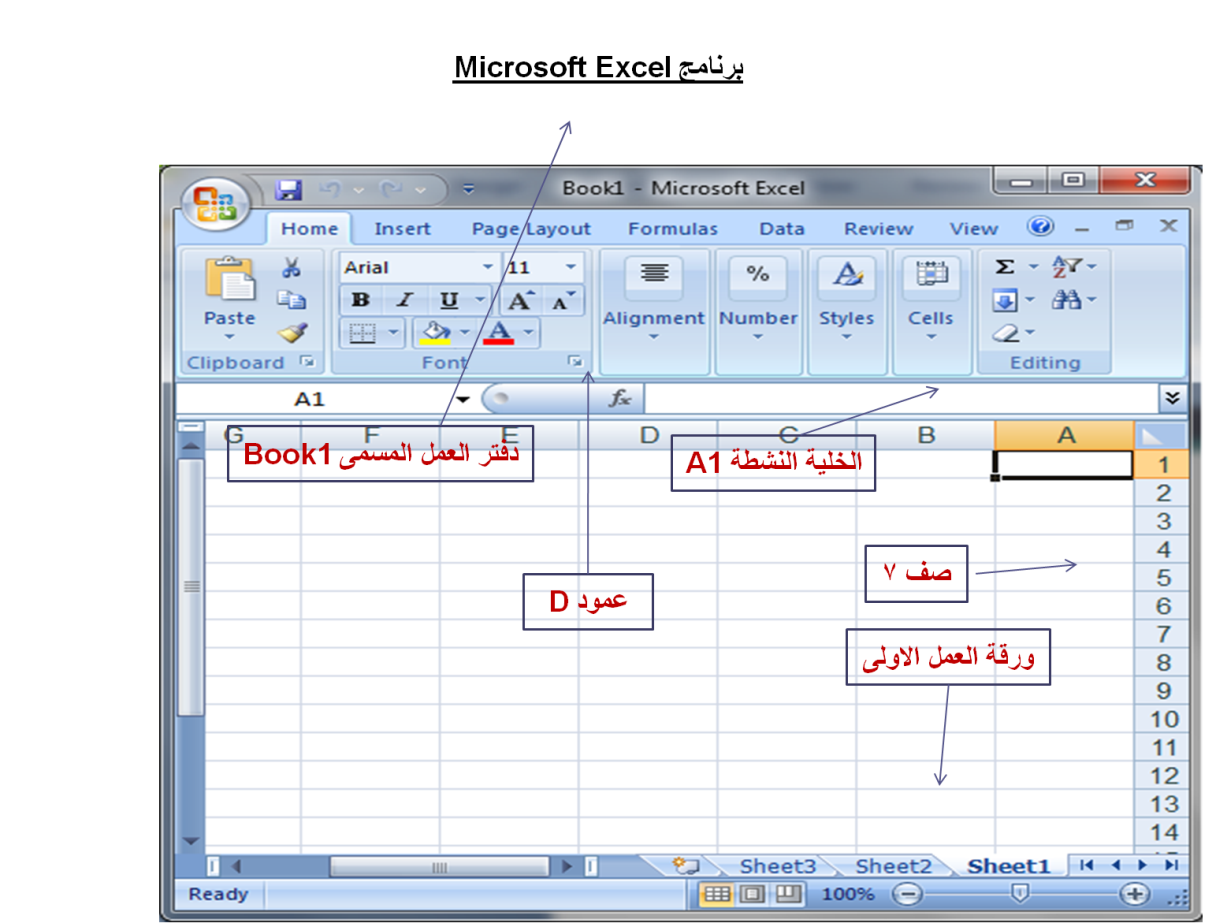 برنامج Microsoft Excel
Book1 - Microsoft Excel
Home Insert Page Layout Formulas Data Review View
Arial 11
B I U A A A Σ %
Paste Alignment Number Styles Cells
Clipboard Font Editing
A1 fx
G F E D C B A
دفتر العمل المسمى Book1
الخلية النشطة A1
1
2
3
4
صف ٧
5
عمود D
6
7
ورقة العمل الاولى
8
9
10
11
12
13
14
Sheet3 Sheet2 Sheet1
Ready 100%